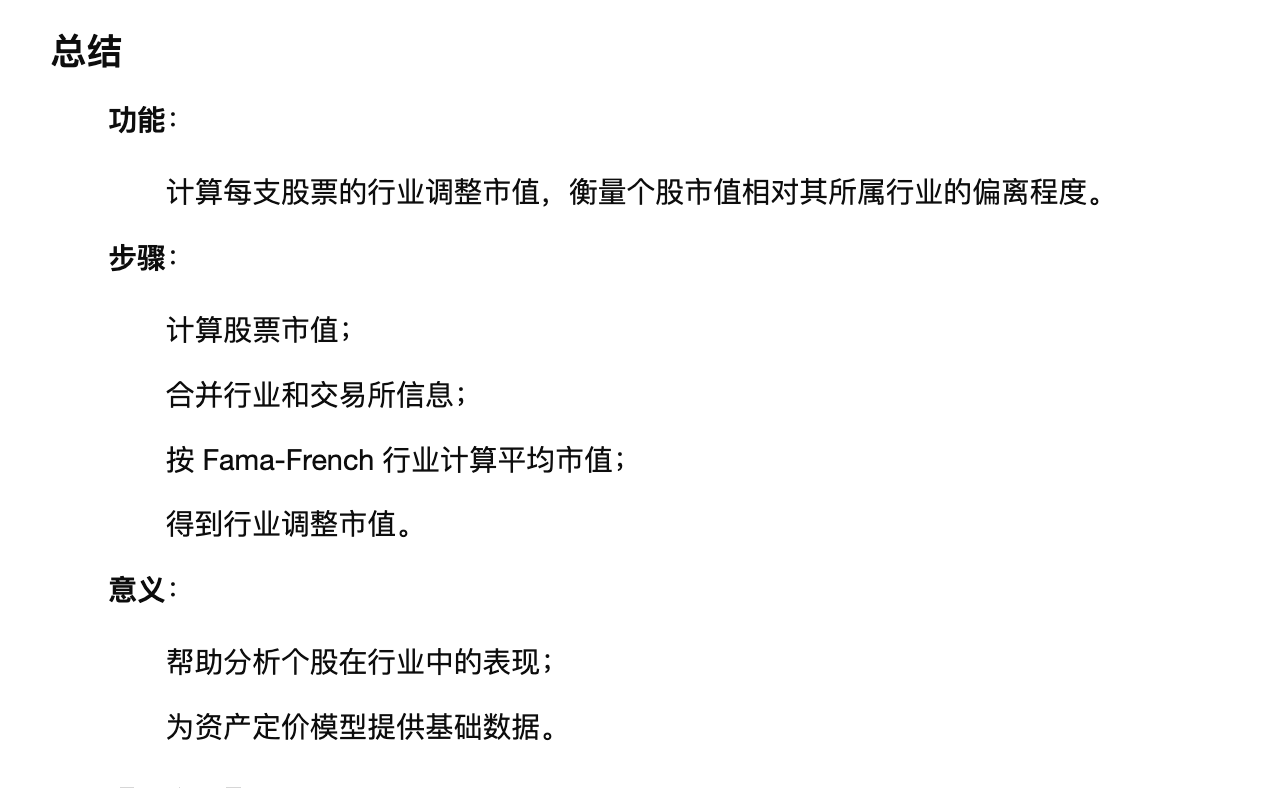 总结
功能：
计算每支股票的行业调整市值，衡量个股市值相对其所属行业的偏离程度。
步骤：
计算股票市值；
合并行业和交易所信息；
按 Fama-French 行业计算平均市值；
得到行业调整市值。
意义：
帮助分析个股在行业中的表现；
为资产定价模型提供基础数据。